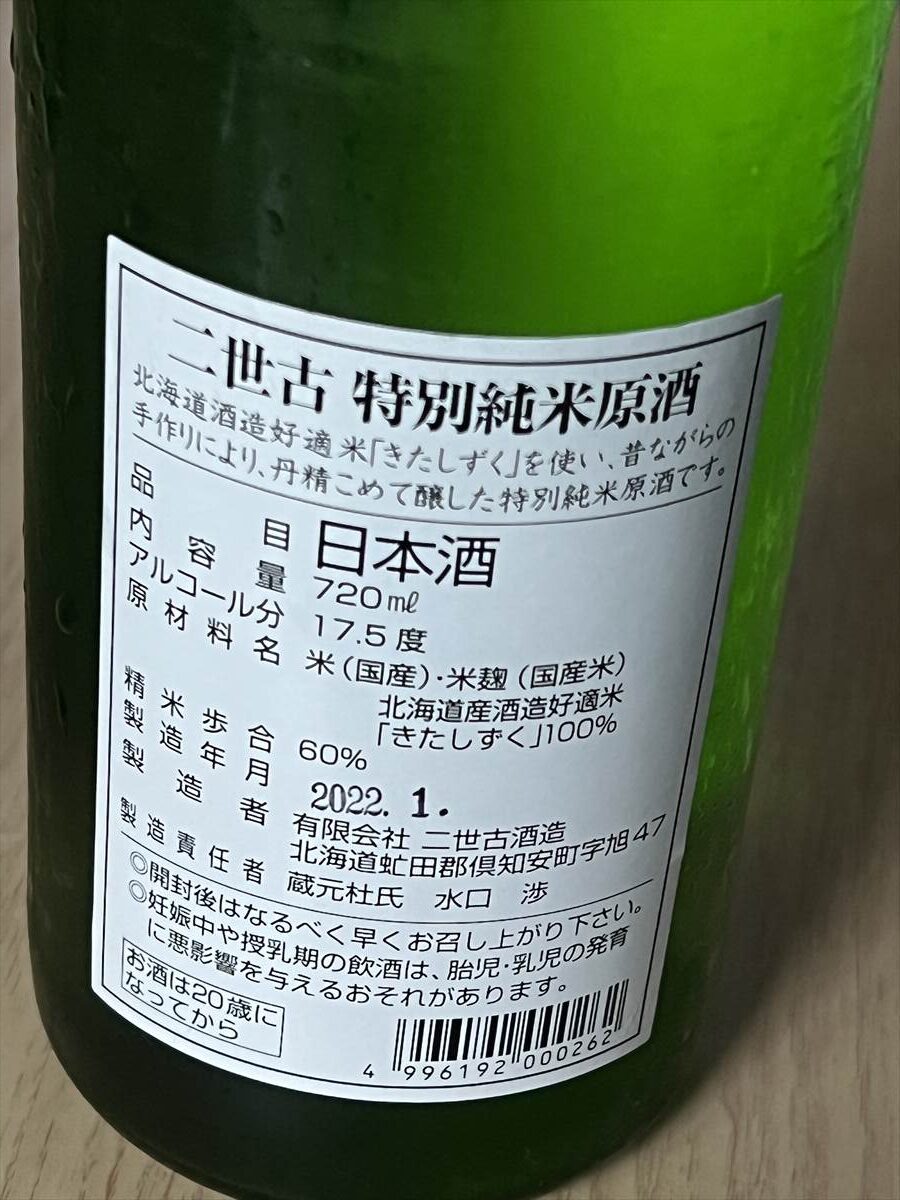 二世古 特別純米原酒
北海道酒造好適米「きたしずく」を使い、昔ながらの
手作りにより、丹精こめて醸した特別純米原酒です。
品目 日本酒
内容量 720㎖
アルコール分 17.5度
原材料名 米(国産)・米麹(国産米)
北海道産酒造好適米
「きたしずく」100%
精米歩合 60%
製造年月 2022. 1.
製造者 有限会社 二世古酒造
北海道虻田郡倶知安町字旭47
製造責任者 蔵元杜氏 水口 渉
◎開封後はなるべく早くお召し上がり下さい。
◎妊娠中や授乳期の飲酒は、胎児・乳児の発育
に悪影響を与えるおそれがあります。
お酒は20歳に
なってから
4 996192 000262